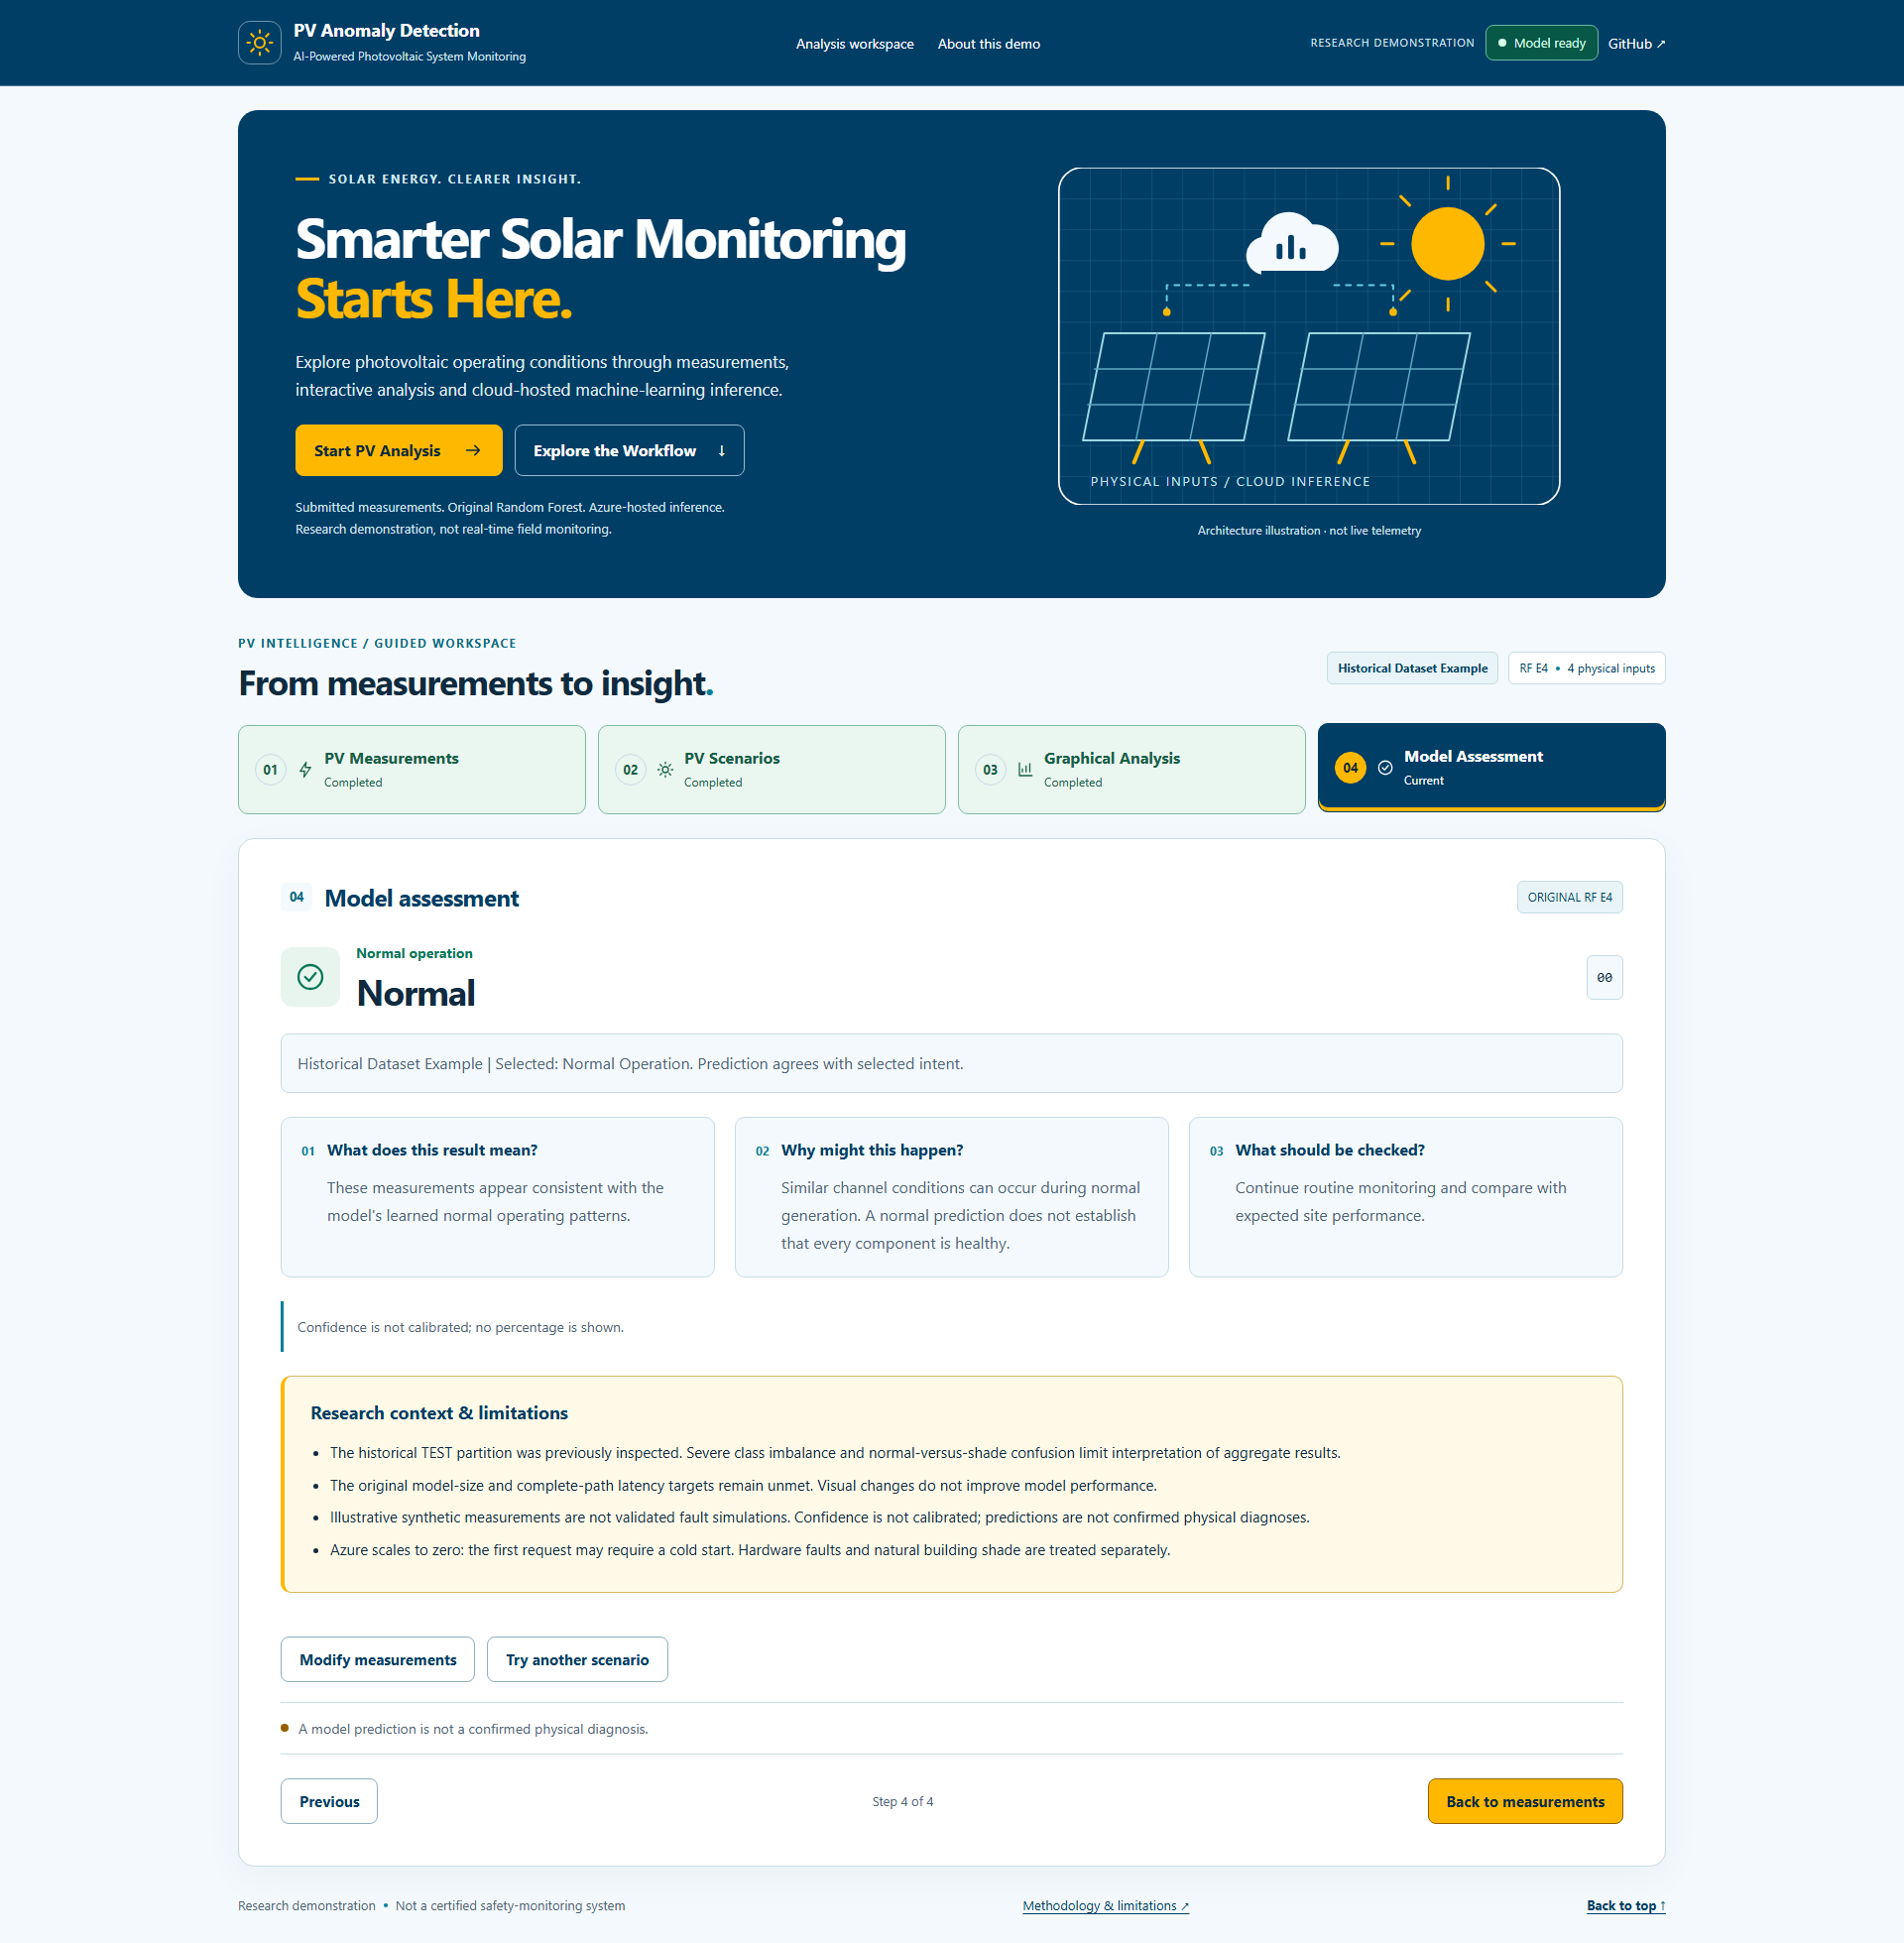 PV Anomaly Detection
AI-Powered Photovoltaic System Monitoring
Analysis workspace
About this demo
RESEARCH DEMONSTRATION
Model ready
GitHub ↗
SOLAR ENERGY. CLEARER INSIGHT.
Smarter Solar Monitoring
Starts Here.
Explore photovoltaic operating conditions through measurements,
interactive analysis and cloud-hosted machine-learning inference.
Start PV Analysis →
Explore the Workflow ↓
Submitted measurements. Original Random Forest. Azure-hosted inference.
Research demonstration, not real-time field monitoring.
PHYSICAL INPUTS / CLOUD INFERENCE
Architecture illustration · not live telemetry
PV INTELLIGENCE / GUIDED WORKSPACE
From measurements to insight.
Historical Dataset Example
RF E4 • 4 physical inputs
01
PV Measurements
Completed
02
PV Scenarios
Completed
03
Graphical Analysis
Completed
04
Model Assessment
Current
04 Model assessment
ORIGINAL RF E4
Normal operation
Normal
00
Historical Dataset Example | Selected: Normal Operation. Prediction agrees with selected intent.
01 What does this result mean?
These measurements appear consistent with the
model's learned normal operating patterns.
02 Why might this happen?
Similar channel conditions can occur during normal
generation. A normal prediction does not establish
that every component is healthy.
03 What should be checked?
Continue routine monitoring and compare with
expected site performance.
Confidence is not calibrated; no percentage is shown.
Research context & limitations
• The historical TEST partition was previously inspected. Severe class imbalance and normal-versus-shade confusion limit interpretation of aggregate results.
• The original model-size and complete-path latency targets remain unmet. Visual changes do not improve model performance.
• Illustrative synthetic measurements are not validated fault simulations. Confidence is not calibrated; predictions are not confirmed physical diagnoses.
• Azure scales to zero: the first request may require a cold start. Hardware faults and natural building shade are treated separately.
Modify measurements
Try another scenario
A model prediction is not a confirmed physical diagnosis.
Previous
Step 4 of 4
Back to measurements
Research demonstration • Not a certified safety-monitoring system
Methodology & limitations ↗
Back to top ↑